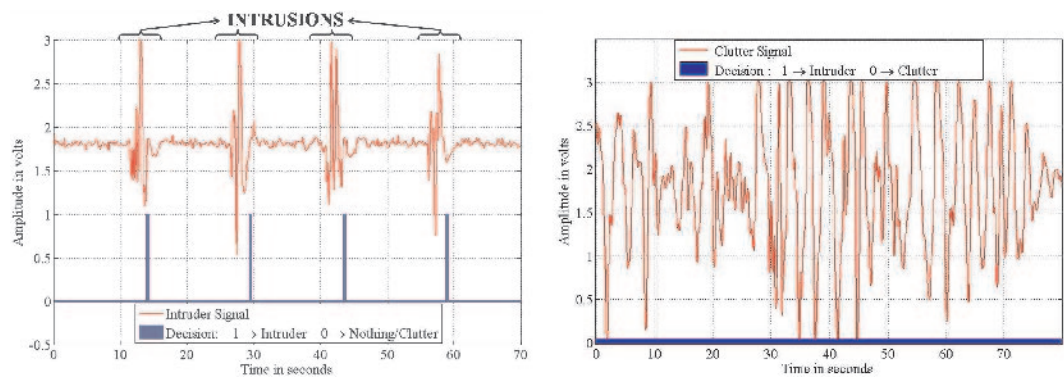 INTRUSIONS
3
2.5
2
1.5
1
0.5
0
-0.5
Amplitude in volts
Intruder Signal
Decision: 1 → Intruder 0 → Nothing/Clutter
0 10 20 30 40 50 60 70
Time in seconds
Clutter Signal
Decision : 1 → Intruder 0 → Clutter
3
2.5
2
1.5
1
0.5
0
Amplitude in volts
0 10 20 30 40 50 60 70
Time in seconds